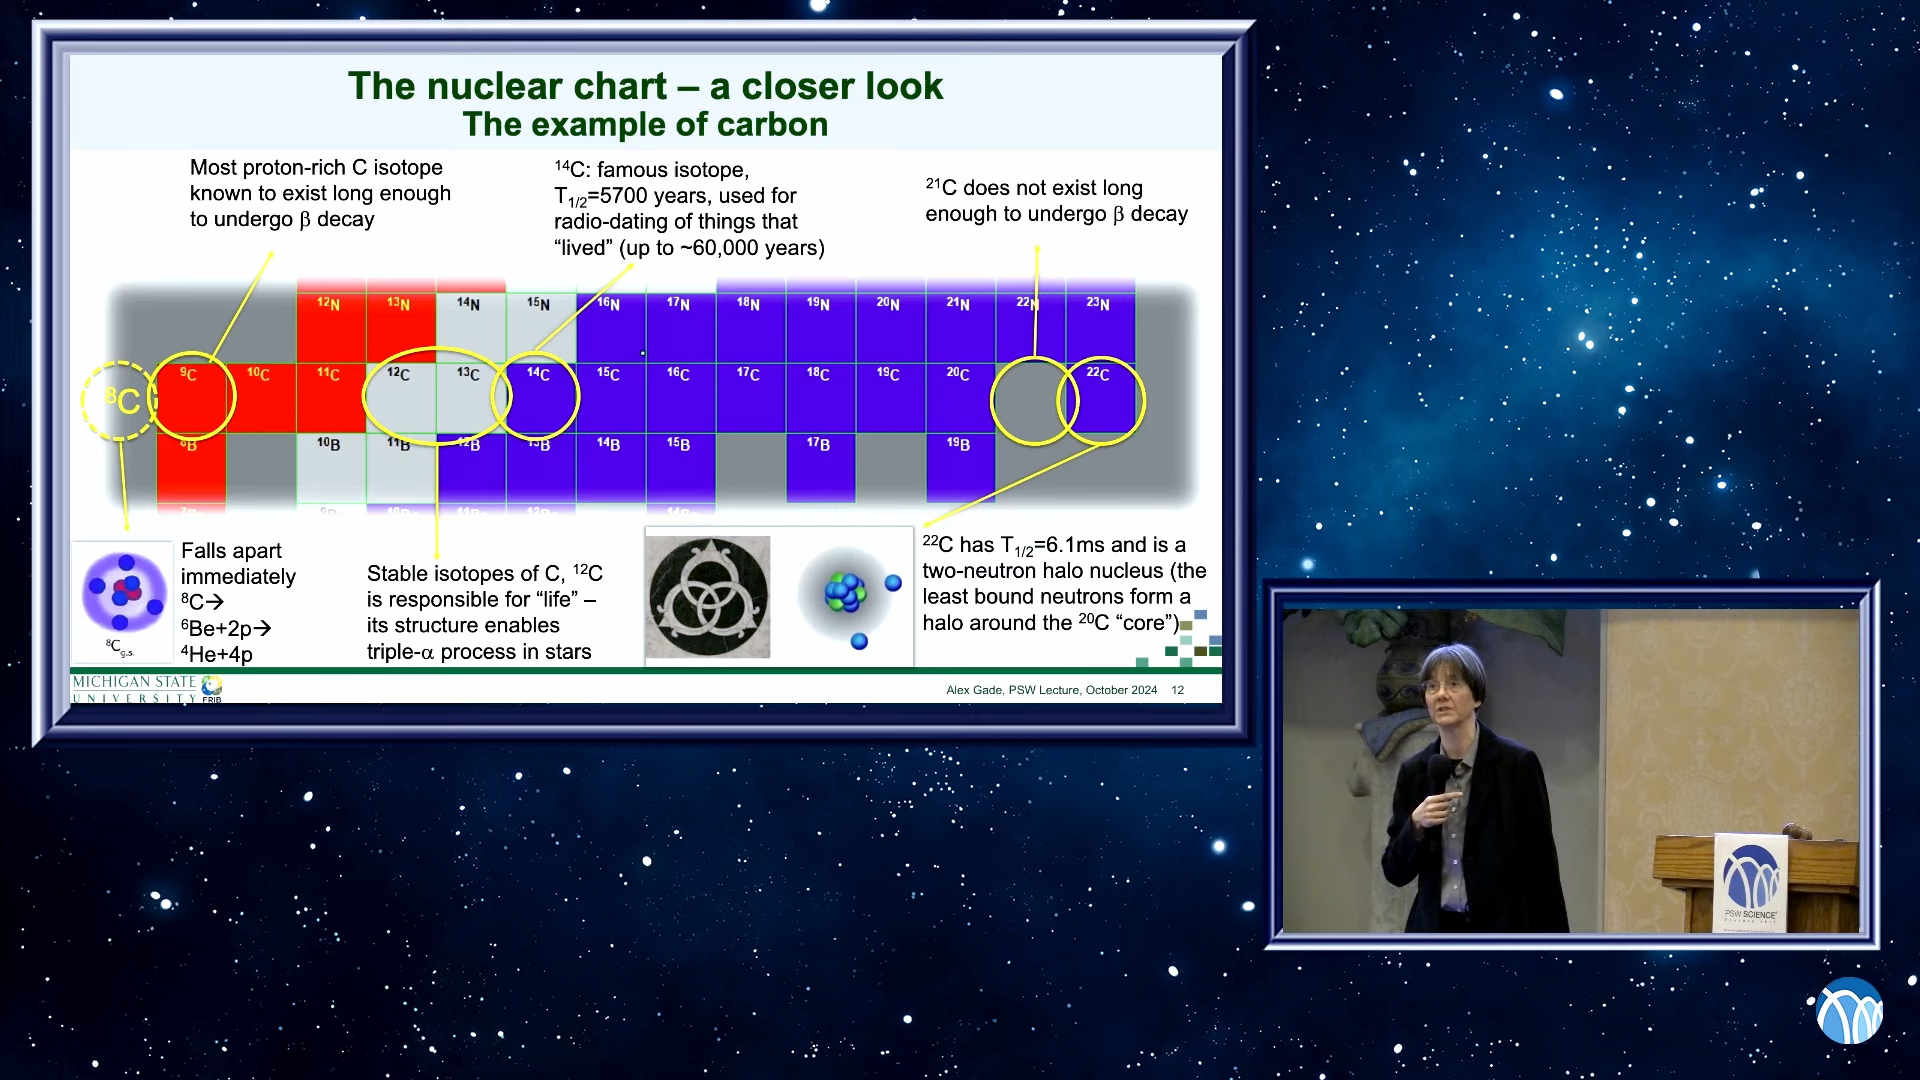 The nuclear chart – a closer look
The example of carbon
Most proton-rich C isotope
known to exist long enough
to undergo β decay
¹⁴C: famous isotope,
T₁/₂=5700 years, used for
radio-dating of things that
“lived” (up to ~60,000 years)
²¹C does not exist long
enough to undergo β decay
¹²N ¹³N ¹⁴N ¹⁵N ¹⁶N ¹⁷N ¹⁸N ¹⁹N ²⁰N ²¹N ²²N ²³N
⁸C ⁹C ¹⁰C ¹¹C ¹²C ¹³C ¹⁴C ¹⁵C ¹⁶C ¹⁷C ¹⁸C ¹⁹C ²⁰C ²²C
⁸B ¹⁰B ¹¹B ¹²B ¹³B ¹⁴B ¹⁵B ¹⁷B ¹⁹B
⁸Cg.s.
Falls apart
immediately
⁸C→
⁶Be+2p→
⁴He+4p
Stable isotopes of C, ¹²C
is responsible for “life” –
its structure enables
triple-α process in stars
²²C has T₁/₂=6.1ms and is a
two-neutron halo nucleus (the
least bound neutrons form a
halo around the ²⁰C “core”)
MICHIGAN STATE
UNIVERSITY
FRIB
Alex Gade, PSW Lecture, October 2024 12
PSW SCIENCE